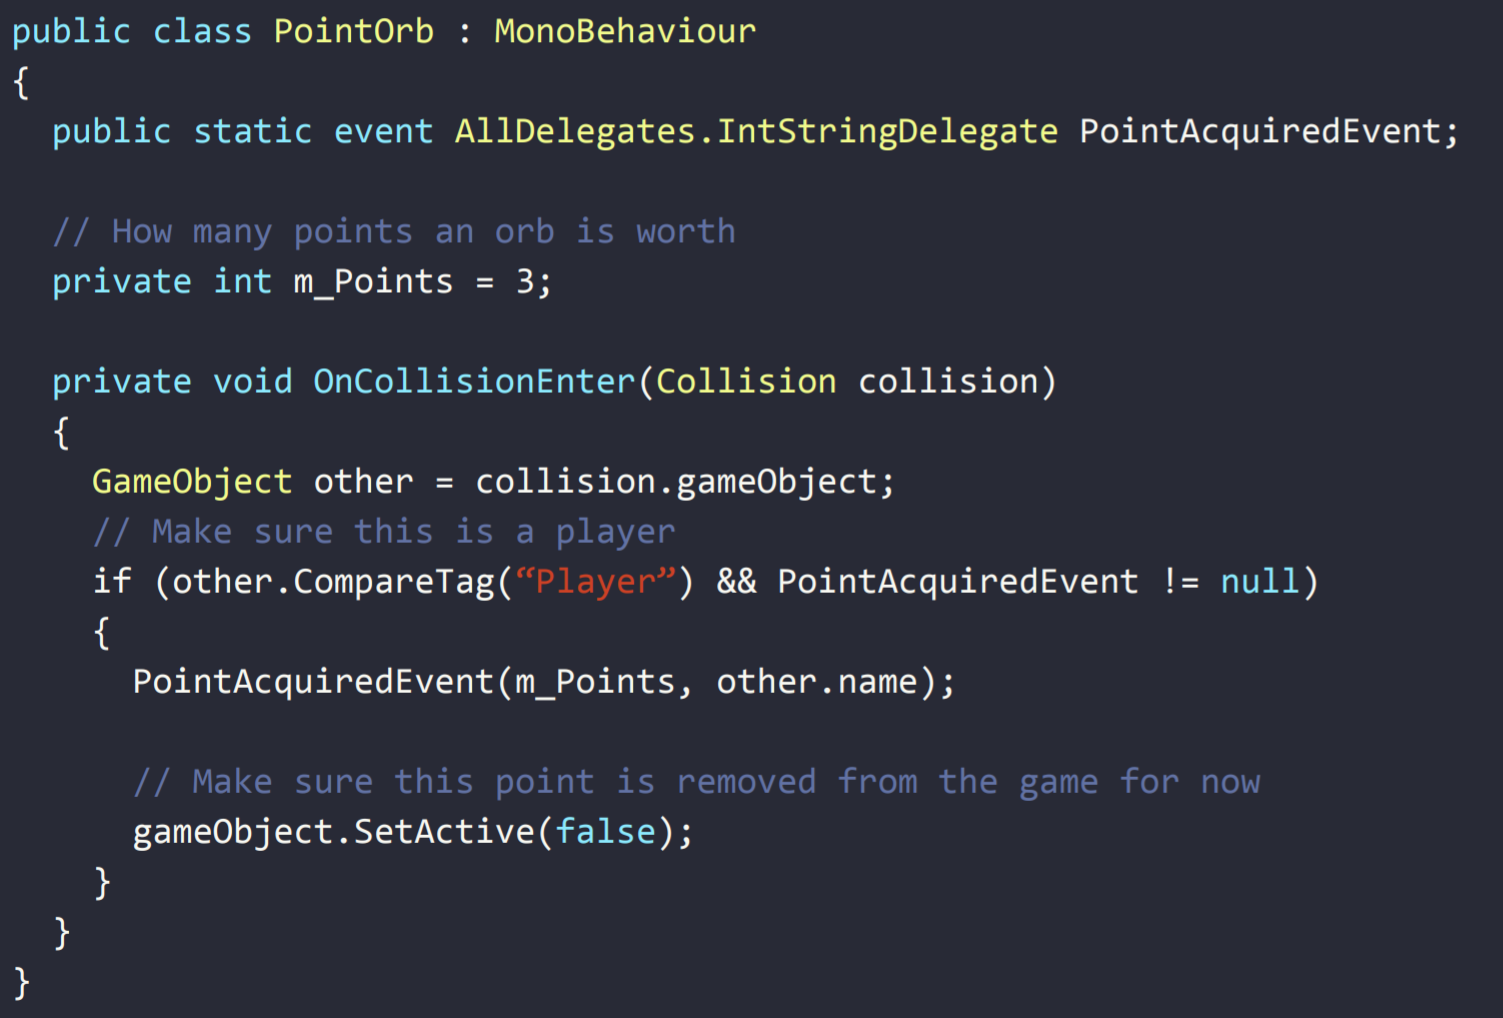 public class PointOrb : MonoBehaviour
{
  public static event AllDelegates.IntStringDelegate PointAcquiredEvent;

  // How many points an orb is worth
  private int m_Points = 3;

  private void OnCollisionEnter(Collision collision)
  {
    GameObject other = collision.gameObject;
    // Make sure this is a player
    if (other.CompareTag(“Player”) && PointAcquiredEvent != null)
    {
      PointAcquiredEvent(m_Points, other.name);

      // Make sure this point is removed from the game for now
      gameObject.SetActive(false);
    }
  }
}